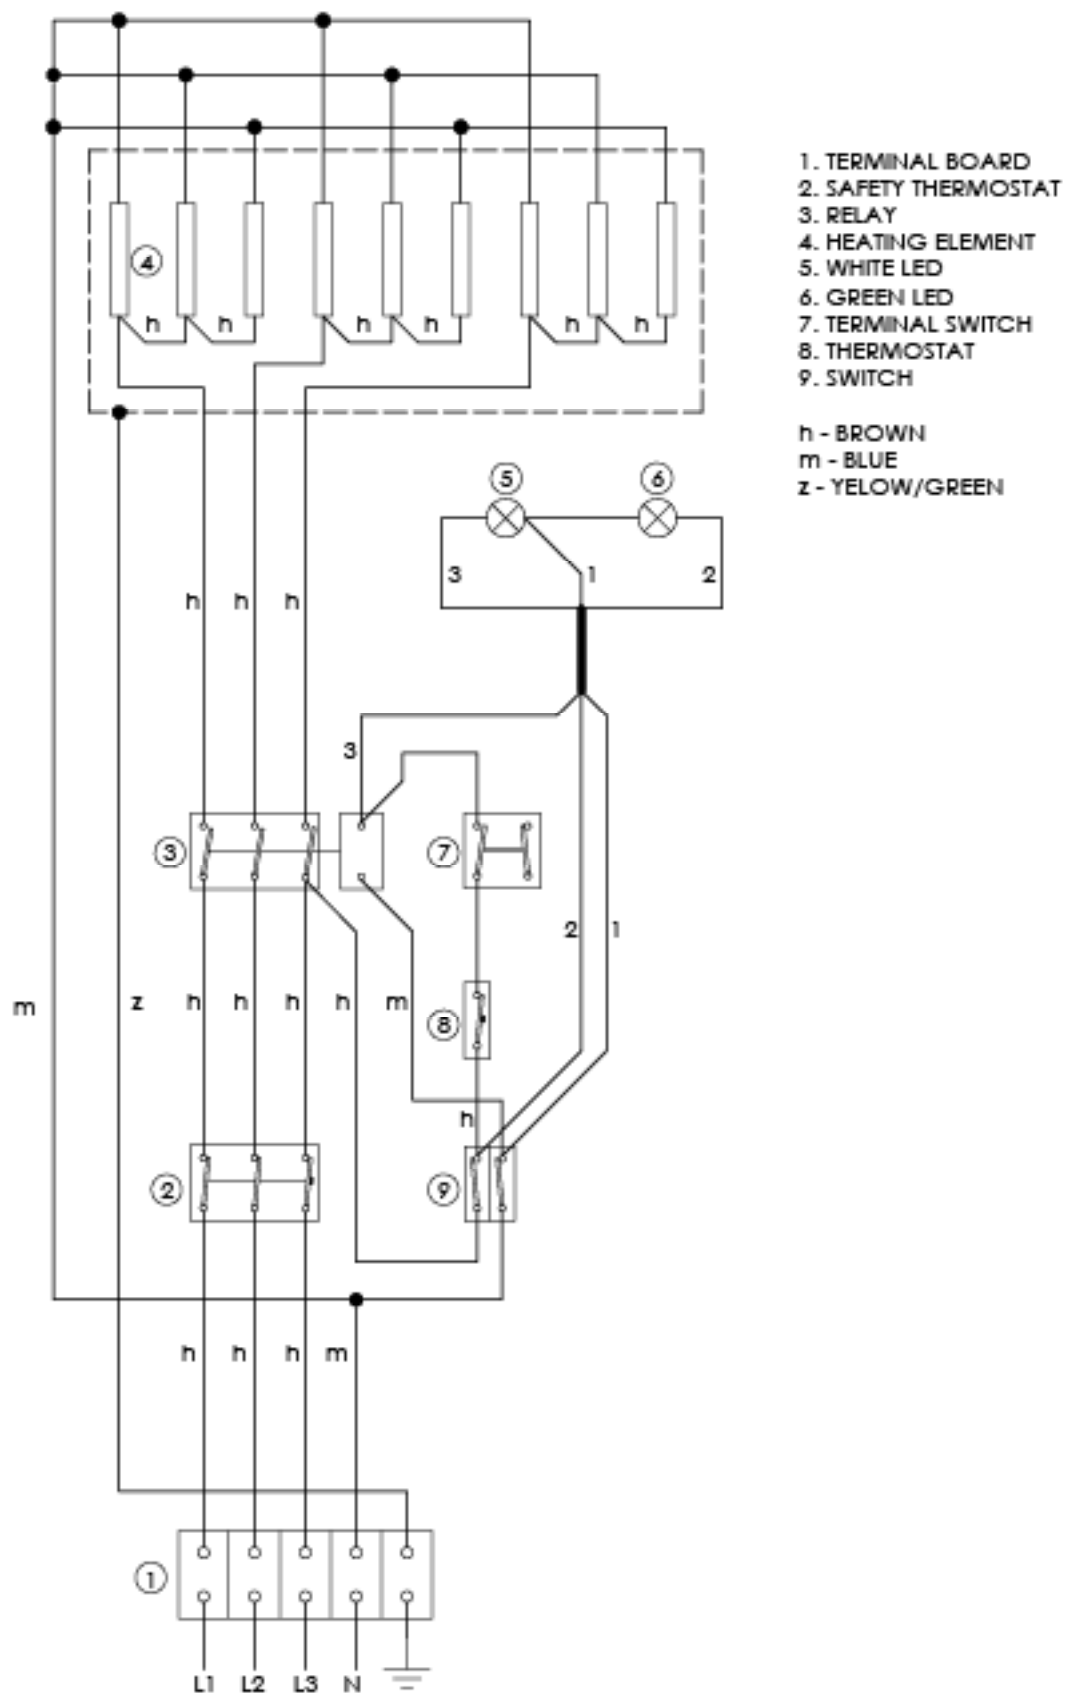 1. TERMINAL BOARD
2. SAFETY THERMOSTAT
3. RELAY
4. HEATING ELEMENT
5. WHITE LED
6. GREEN LED
7. TERMINAL SWITCH
8. THERMOSTAT
9. SWITCH
h - BROWN
m - BLUE
z - YELOW/GREEN
4
h h h h h h
5 6
3 1 2
h h h
3
3 7
2 1
m z h h h h m
8
h
2 9
h h h m
1
L1 L2 L3 N